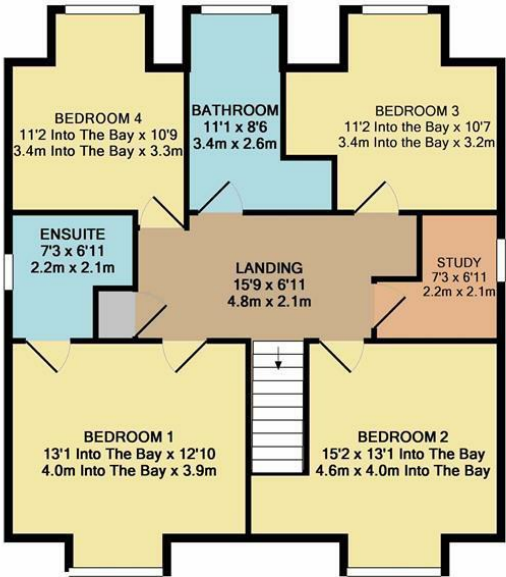 BEDROOM 4
11'2 Into The Bay x 10'9
3.4m Into The Bay x 3.3m
BATHROOM
11'1 x 8'6
3.4m x 2.6m
BEDROOM 3
11'2 Into the Bay x 10'7
3.4m Into the Bay x 3.2m
ENSUITE
7'3 x 6'11
2.2m x 2.1m
LANDING
15'9 x 6'11
4.8m x 2.1m
STUDY
7'3 x 6'11
2.2m x 2.1m
BEDROOM 1
13'1 Into The Bay x 12'10
4.0m Into The Bay x 3.9m
BEDROOM 2
15'2 x 13'1 Into The Bay
4.6m x 4.0m Into The Bay